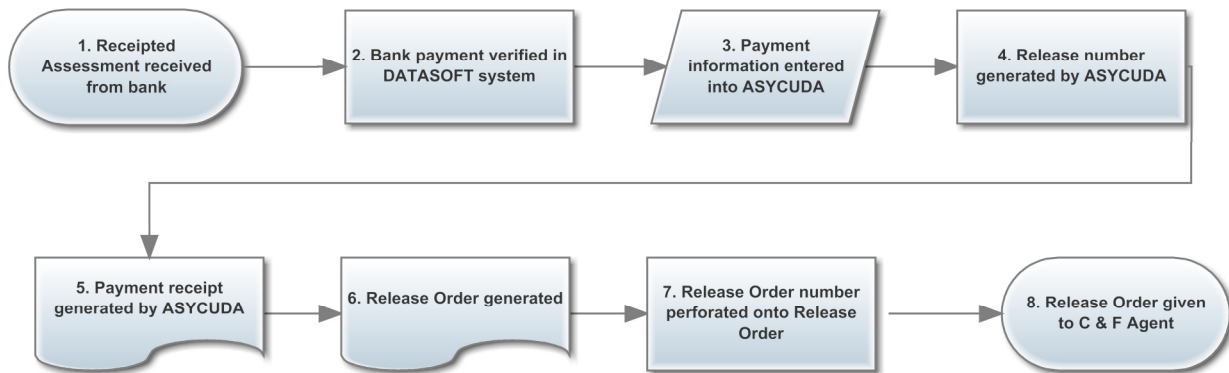 1. Receipted
Assessment received
from bank
2. Bank payment verified in
DATASOFT system
3. Payment
information entered
into ASYCUDA
4. Release number
generated by ASYCUDA
5. Payment receipt
generated by ASYCUDA
6. Release Order generated
7. Release Order number
perforated onto Release
Order
8. Release Order given
to C & F Agent